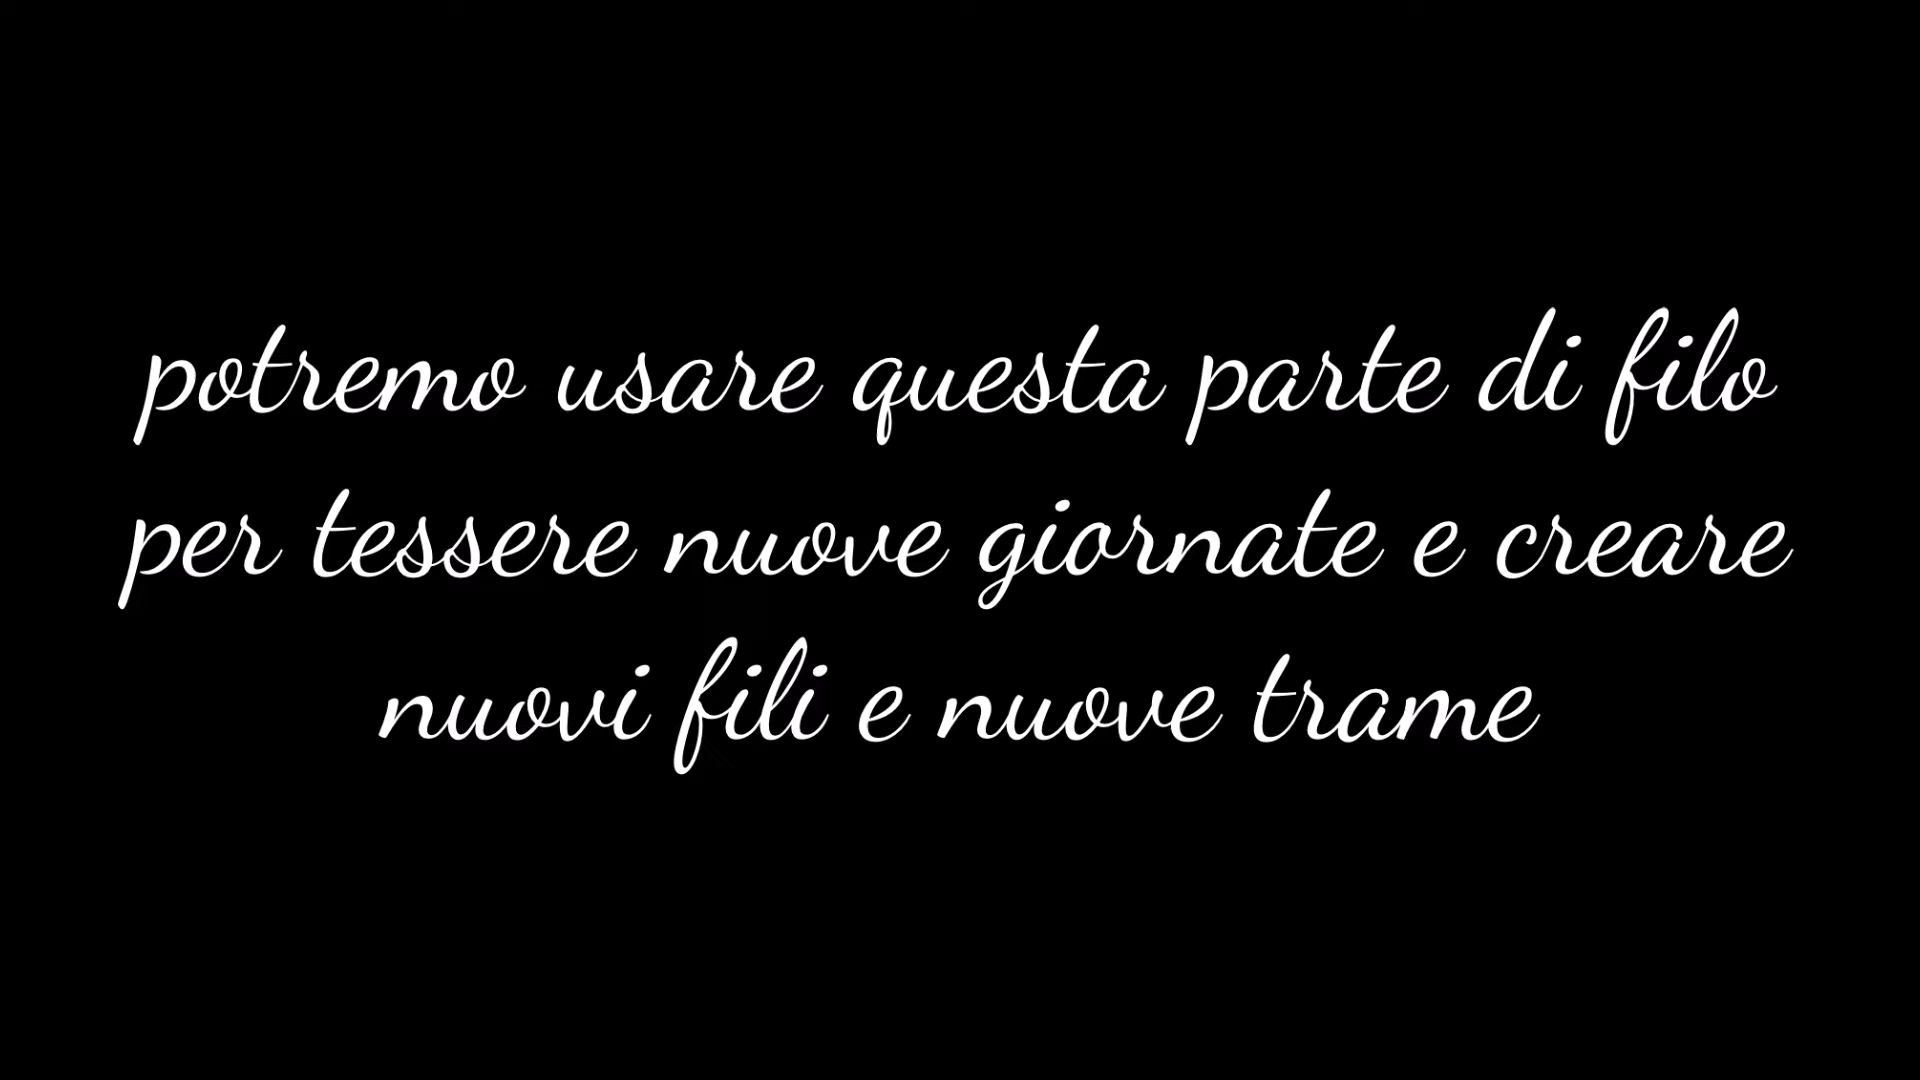 potremo usare questa parte di filo
per tessere nuove giornate e creare
nuovi fili e nuove trame